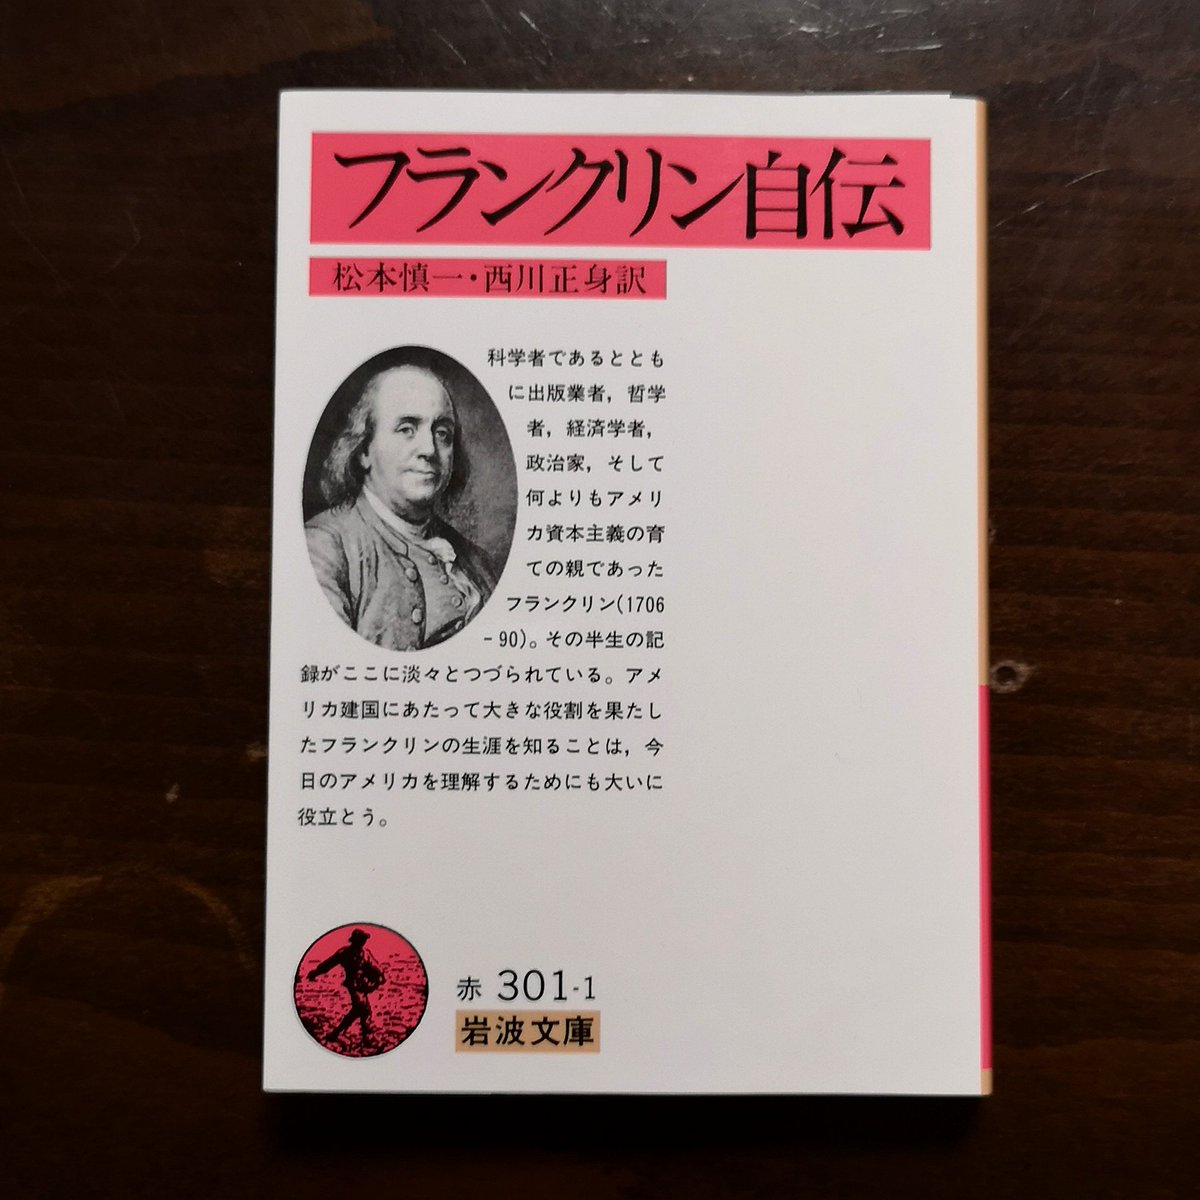 フランクリン自伝
松本慎一・西川正身訳
科学者であるととも
に出版業者，哲学
者，経済学者，
政治家，そして
何よりもアメリ
カ資本主義の育
ての親であった
フランクリン(1706
-90)。その半生の記
録がここに淡々とつづられている。アメ
リカ建国にあたって大きな役割を果たし
たフランクリンの生涯を知ることは，今
日のアメリカを理解するためにも大いに
役立とう。
赤 301-1
岩波文庫